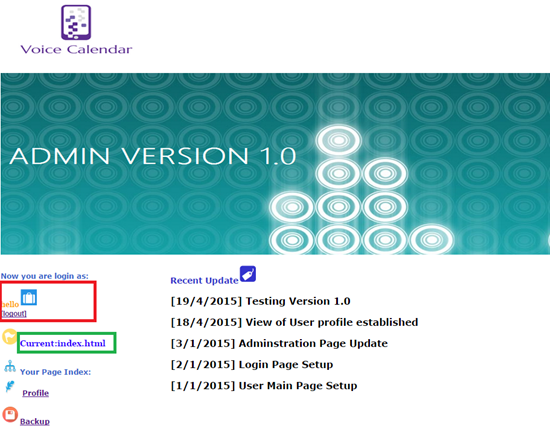 Voice Calendar
ADMIN VERSION 1.0
Now you are login as:
hello
[logout]
Current:index.html
Your Page Index:
Profile
Backup
Recent Update
[19/4/2015] Testing Version 1.0
[18/4/2015] View of User profile established
[3/1/2015] Adminstration Page Update
[2/1/2015] Login Page Setup
[1/1/2015] User Main Page Setup